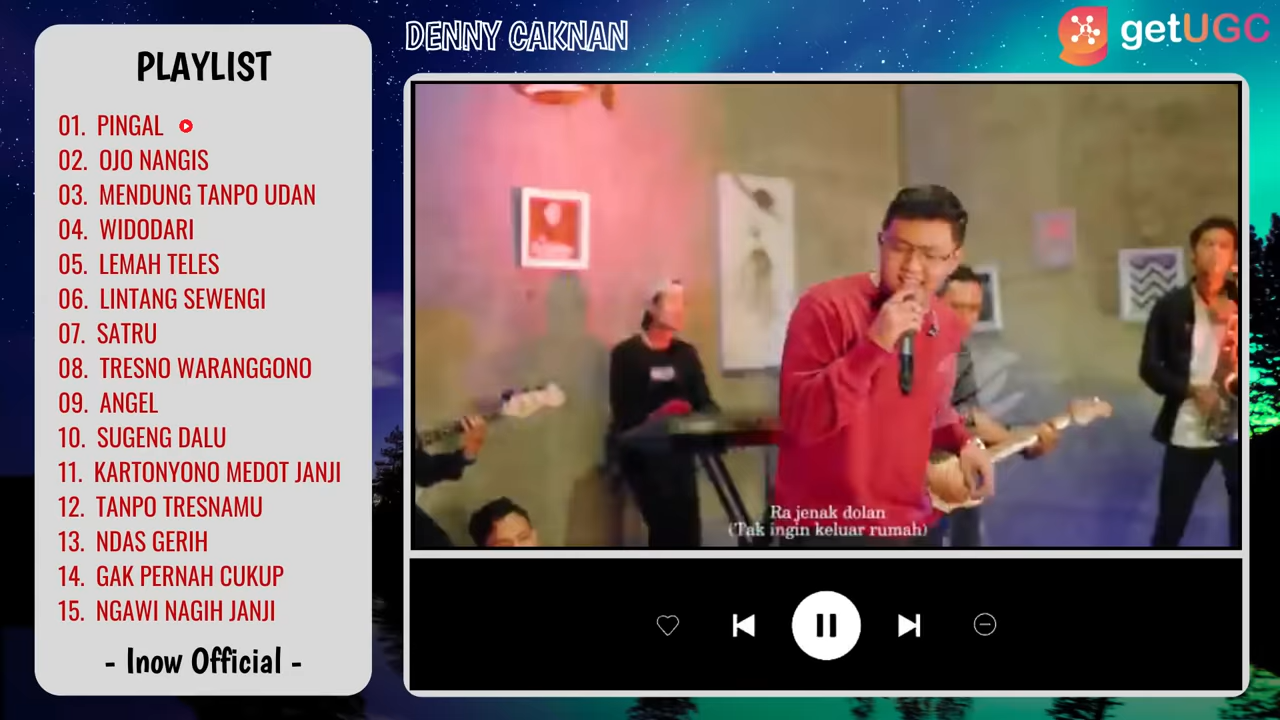 PLAYLIST
01. PINGAL
02. OJO NANGIS
03. MENDUNG TANPO UDAN
04. WIDODARI
05. LEMAH TELES
06. LINTANG SEWENGI
07. SATRU
08. TRESNO WARANGGONO
09. ANGEL
10. SUGENG DALU
11. KARTONYONO MEDOT JANJI
12. TANPO TRESNAMU
13. NDAS GERIH
14. GAK PERNAH CUKUP
15. NGAWI NAGIH JANJI
- Inow Official -
DENNY CAKNAN
getUGC
Ra jenak dolan
(Tak ingin keluar rumah)